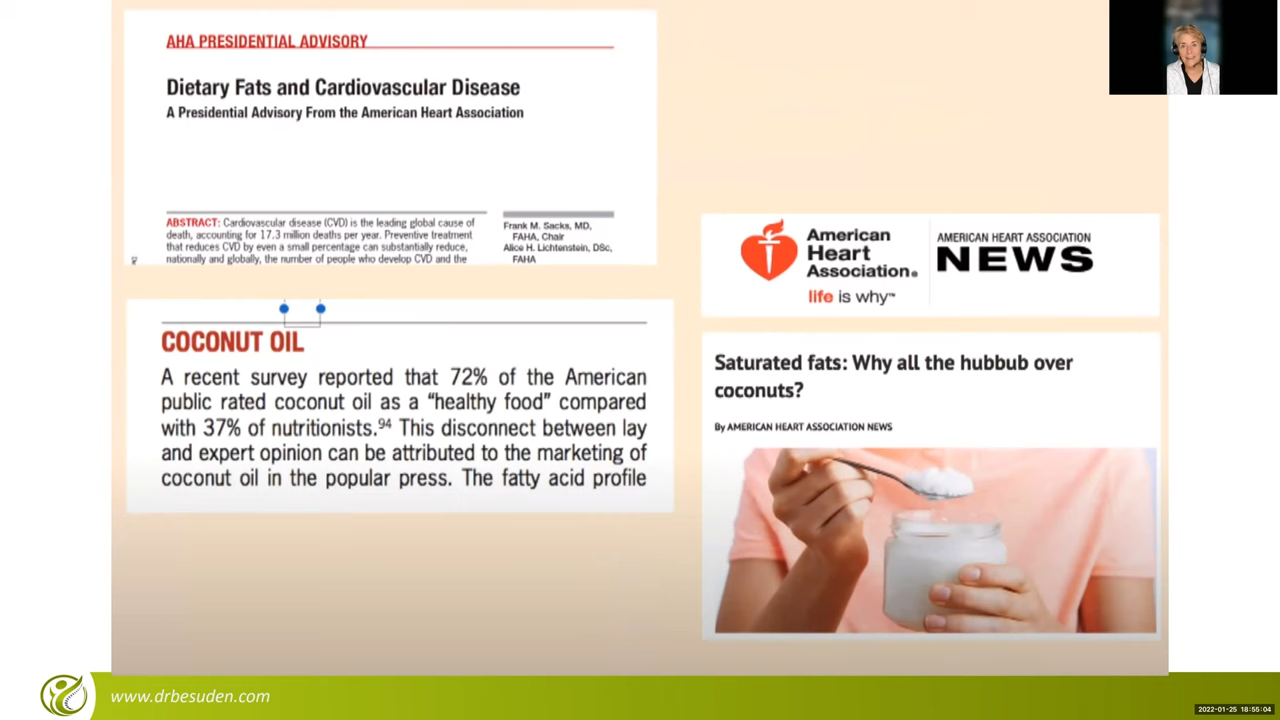 AHA PRESIDENTIAL ADVISORY
Dietary Fats and Cardiovascular Disease
A Presidential Advisory From the American Heart Association
ABSTRACT: Cardiovascular disease (CVD) is the leading global cause of
death, accounting for 17.3 million deaths per year. Preventive treatment
that reduces CVD by even a small percentage can substantially reduce,
nationally and globally, the number of people who develop CVD and the
Frank M. Sacks, MD,
FAHA, Chair
Alice H. Lichtenstein, DSc,
FAHA
COCONUT OIL
A recent survey reported that 72% of the American
public rated coconut oil as a “healthy food” compared
with 37% of nutritionists.94 This disconnect between lay
and expert opinion can be attributed to the marketing of
coconut oil in the popular press. The fatty acid profile
American
Heart
Association®
life is why™
AMERICAN HEART ASSOCIATION
NEWS
Saturated fats: Why all the hubbub over
coconuts?
By AMERICAN HEART ASSOCIATION NEWS
www.drbesuden.com
2022-01-25 18:55:04